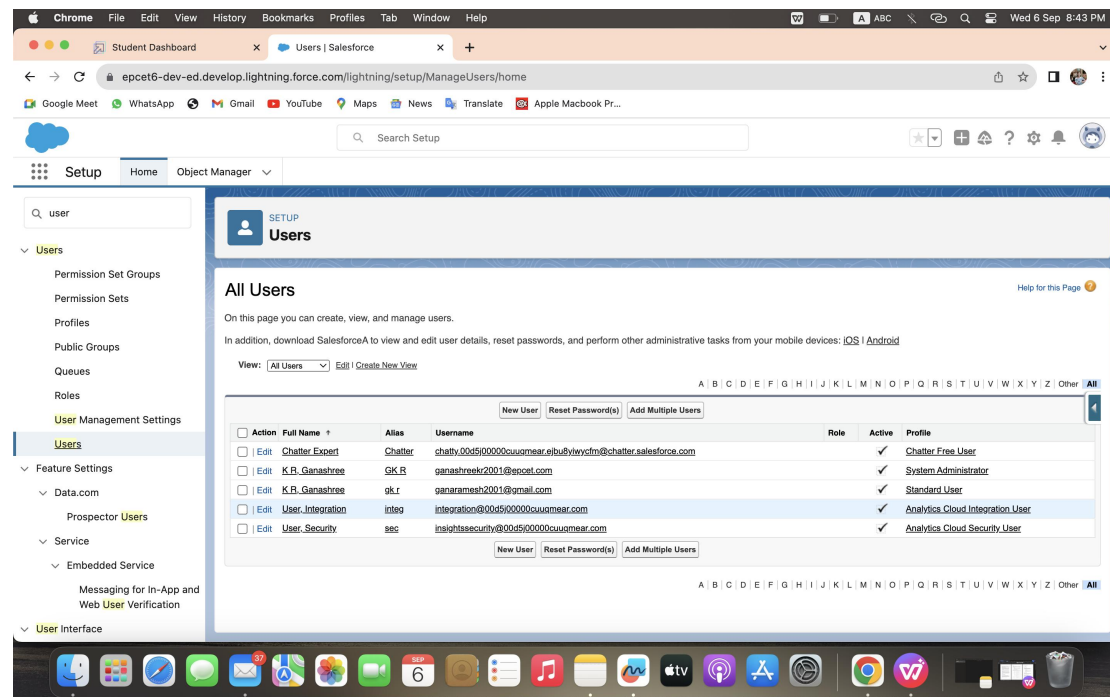 Chrome File Edit View History Bookmarks Profiles Tab Window Help A ABC Wed 6 Sep 8:43 PM
Student Dashboard Users | Salesforce
epcet6-dev-ed.develop.lightning.force.com/lightning/setup/ManageUsers/home
Google Meet WhatsApp Gmail YouTube Maps News Translate Apple Macbook Pr...
Search Setup
Setup Home Object Manager
user
SETUP
Users
Users
Permission Set Groups
Permission Sets
Profiles
Public Groups
Queues
Roles
User Management Settings
Users
Feature Settings
Data.com
Prospector Users
Service
Embedded Service
Messaging for In-App and
Web User Verification
User Interface
All Users
Help for this Page
On this page you can create, view, and manage users.
In addition, download SalesforceA to view and edit user details, reset passwords, and perform other administrative tasks from your mobile devices: iOS | Android
View: All Users Edit | Create New View
A | B | C | D | E | F | G | H | I | J | K | L | M | N | O | P | Q | R | S | T | U | V | W | X | Y | Z | Other All
New User Reset Password(s) Add Multiple Users
Action Full Name ↑ Alias Username Role Active Profile
| Edit Chatter Expert Chatter chatty.00d5j00000cuuqmear.ejbu8yiwycfm@chatter.salesforce.com ✓ Chatter Free User
| Edit K R, Ganashree GK R ganashreekr2001@epcet.com ✓ System Administrator
| Edit K R, Ganashree gk r ganaramesh2001@gmail.com ✓ Standard User
| Edit User, Integration integ integration@00d5j00000cuuqmear.com ✓ Analytics Cloud Integration User
| Edit User, Security sec insightssecurity@00d5j00000cuuqmear.com ✓ Analytics Cloud Security User
New User Reset Password(s) Add Multiple Users
A | B | C | D | E | F | G | H | I | J | K | L | M | N | O | P | Q | R | S | T | U | V | W | X | Y | Z | Other All
37
SEP
6
tv